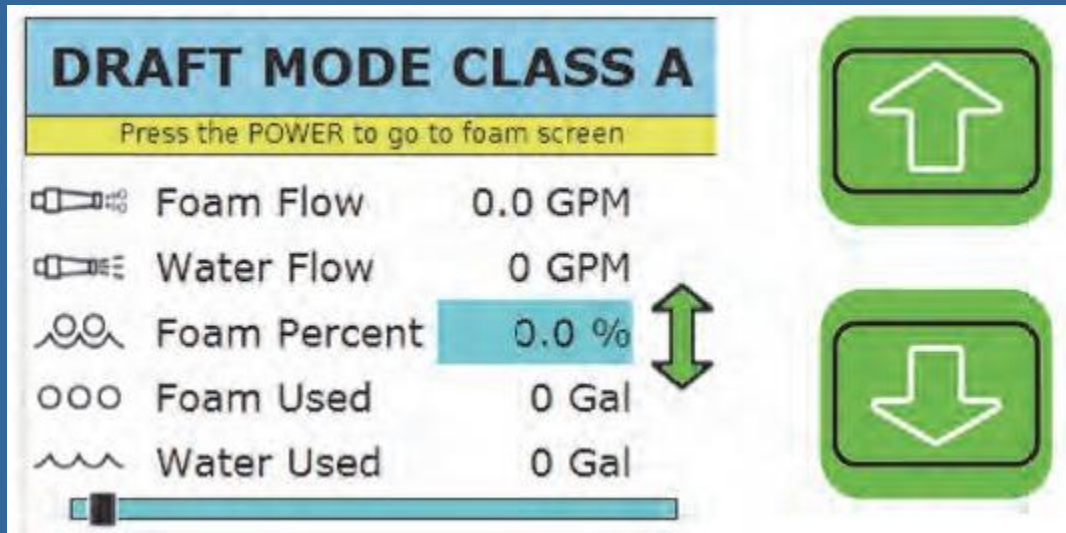 DRAFT MODE CLASS A
Press the POWER to go to foam screen
Foam Flow 0.0 GPM
Water Flow 0 GPM
Foam Percent 0.0 %
Foam Used 0 Gal
Water Used 0 Gal